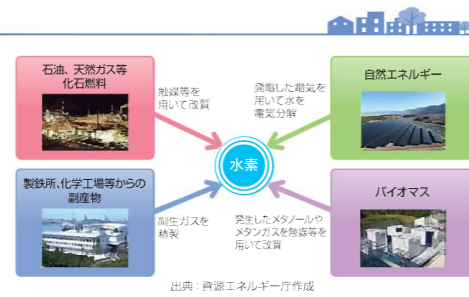 石油、天然ガス等
化石燃料
触媒等を
用いて改質
発電した電気を
用いて水を
電気分解
自然エネルギー
水素
製鉄所、化学工場等からの
副産物
副生ガスを
精製
発生したメタノールや
メタンガスを触媒等を
用いて改質
バイオマス
出典：資源エネルギー庁作成